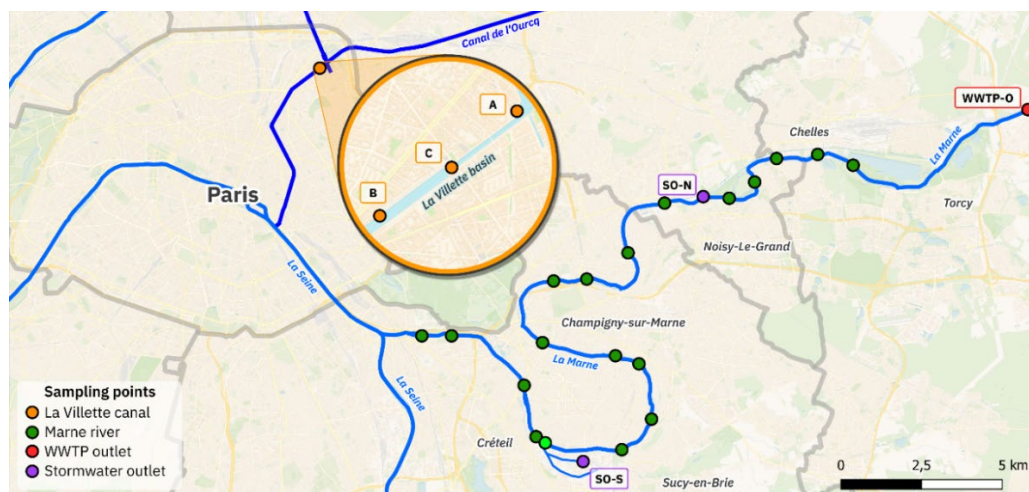 Canal de l'Ourcq
A
C
B
La Villette basin
Paris
La Seine
WWTP-O
Chelles
La Marne
SO-N
Torcy
Noisy-Le-Grand
Champigny-sur-Marne
La Marne
La Seine
Créteil
SO-S
Sucy-en-Brie
Sampling points
La Villette canal
Marne river
WWTP outlet
Stormwater outlet
0 2,5 5 km